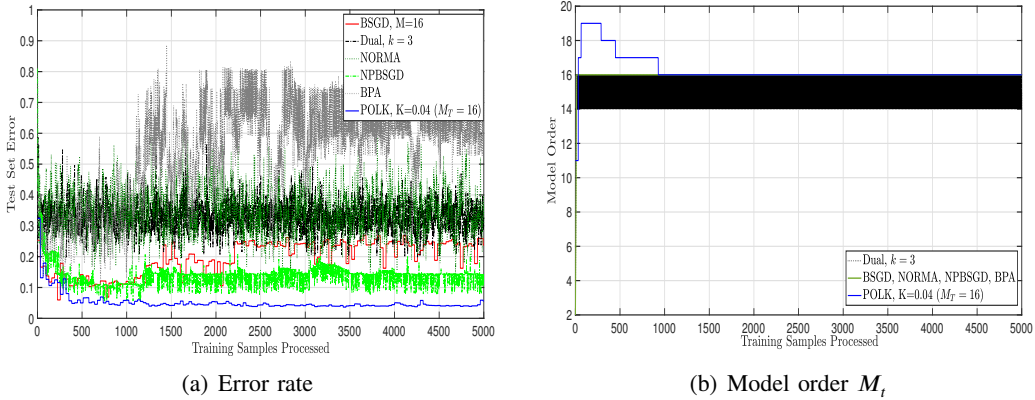 1
0.9
0.8
0.7
0.6
0.5
0.4
0.3
0.2
0.1
0
Test Set Error
BSGD, M=16
Dual, k = 3
NORMA
NPBSGD
BPA
POLK, K=0.04 (M_T = 16)
0 500 1000 1500 2000 2500 3000 3500 4000 4500 5000
Training Samples Processed
(a) Error rate
20
18
16
14
12
10
8
6
4
2
Model Order
Dual, k = 3
BSGD, NORMA, NPBSGD, BPA
POLK, K=0.04 (M_T = 16)
0 500 1000 1500 2000 2500 3000 3500 4000 4500 5000
Training Samples Processed
(b) Model order M_t